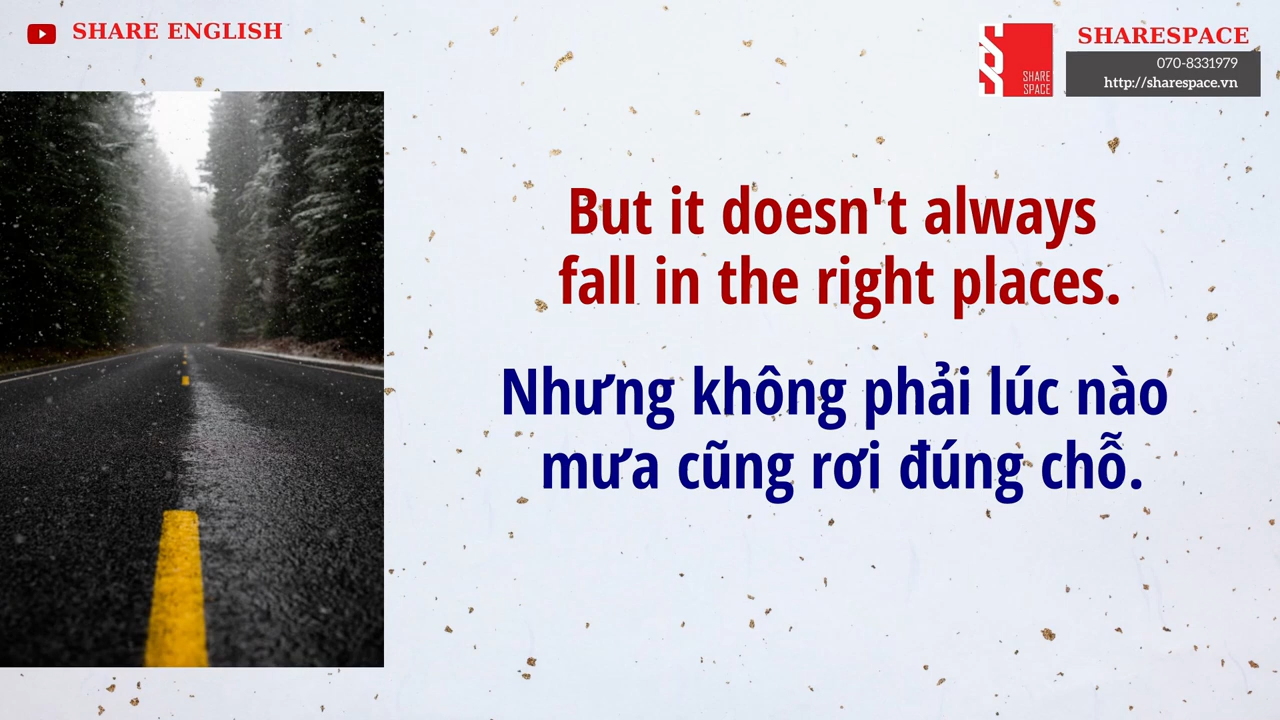 SHARE ENGLISH
SHARESPACE
070-8331979
http://sharespace.vn
SHARE
SPACE
But it doesn't always
fall in the right places.
Nhưng không phải lúc nào
mưa cũng rơi đúng chỗ.